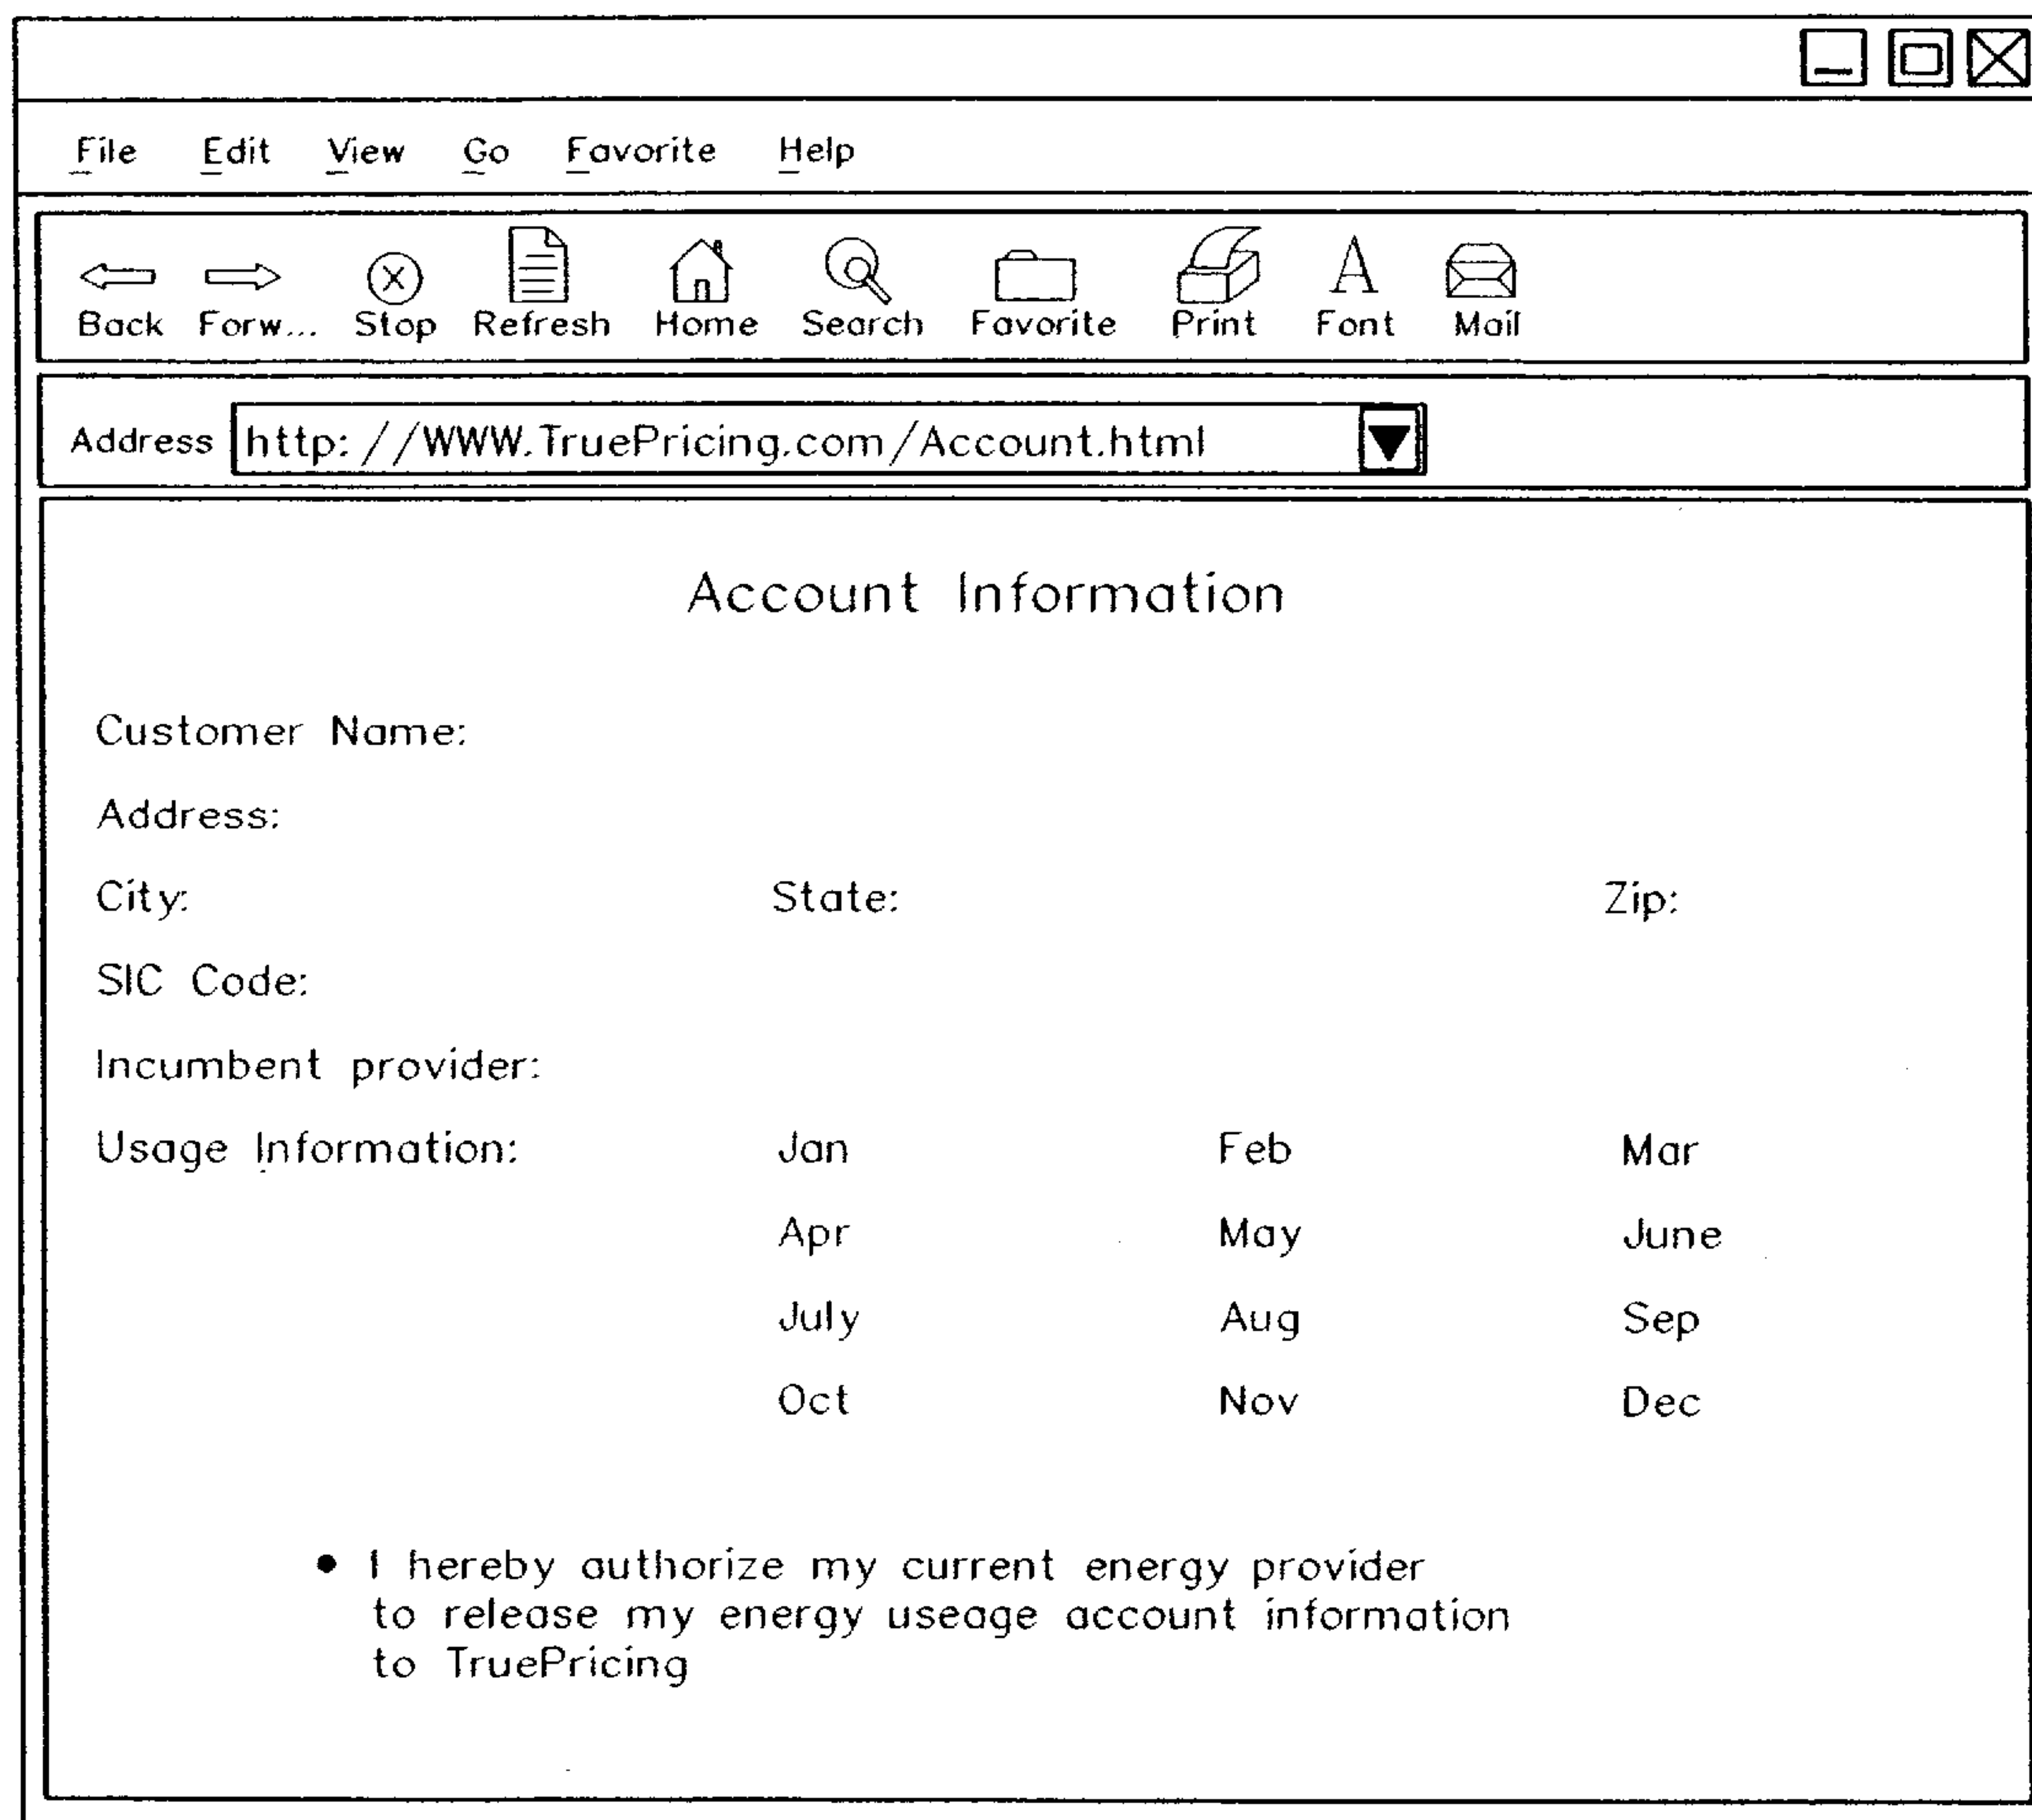 File Edit View Go Favorite Help
Back Forw... Stop Refresh Home Search Favorite Print Font Mail
Address http://WWW.TruePricing.com/Account.html
Account Information
Customer Name:
Address:
City: State: Zip:
SIC Code:
Incumbent provider:
Usage Information: Jan Feb Mar
Apr May June
July Aug Sep
Oct Nov Dec
• I hereby authorize my current energy provider
to release my energy useage account information
to TruePricing